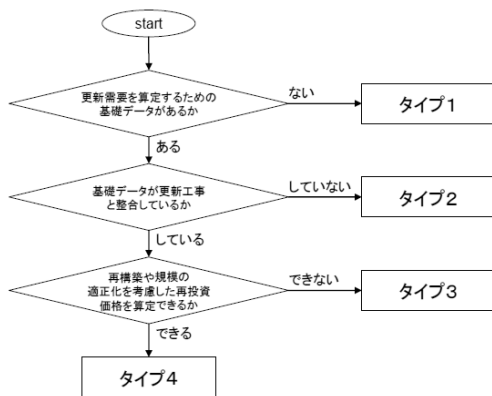 start
更新需要を算定するための
基礎データがあるか
ない
タイプ1
ある
基礎データが更新工事
と整合しているか
していない
タイプ2
している
再構築や規模の
適正化を考慮した再投資
価格を算定できるか
できない
タイプ3
できる
タイプ4